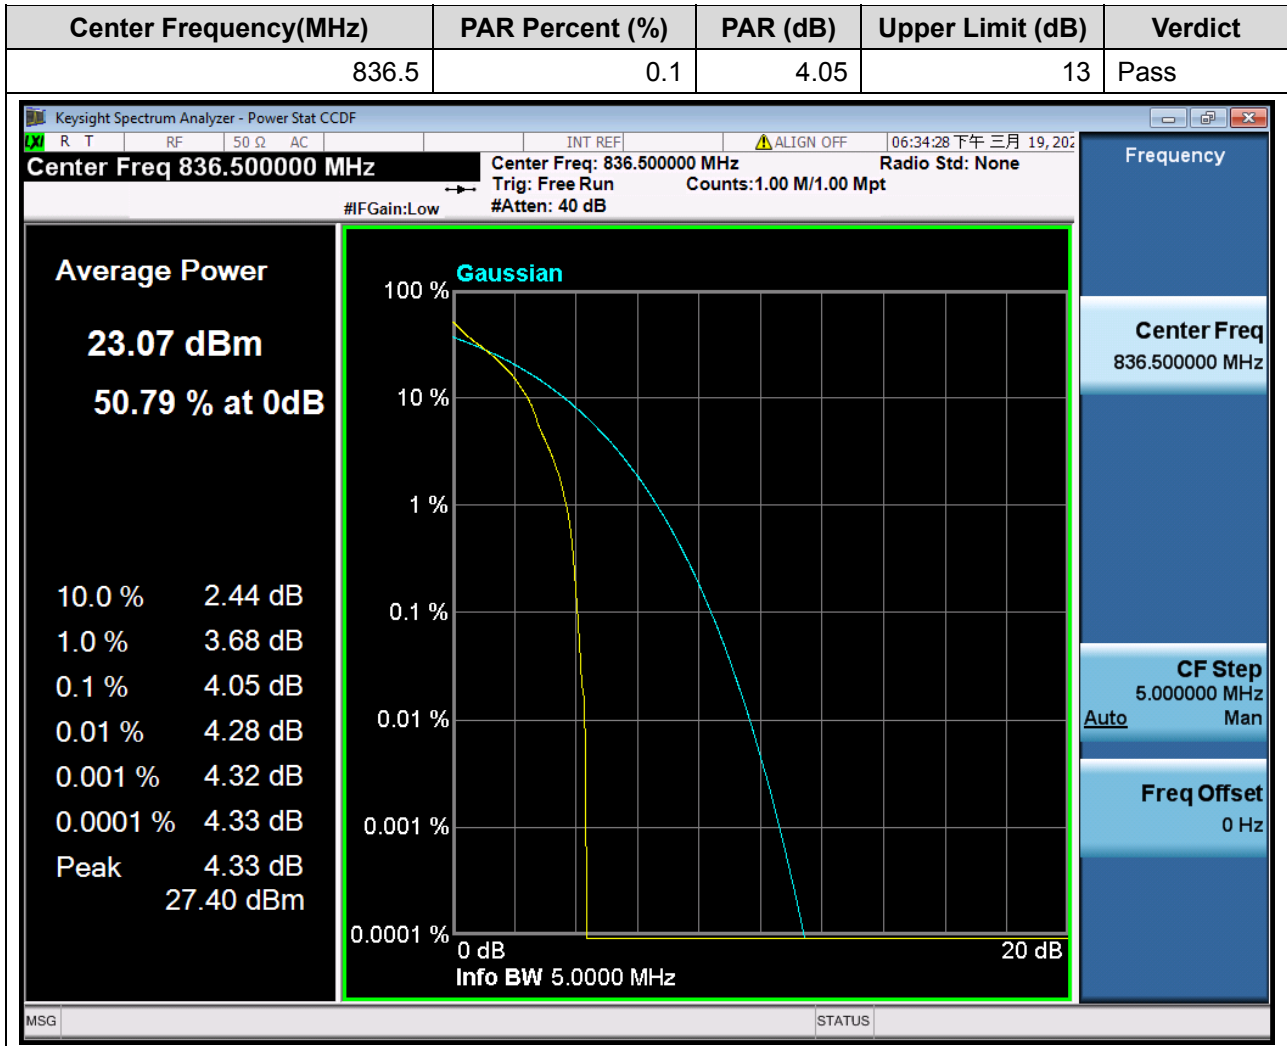 Center Frequency(MHz) PAR Percent (%) PAR (dB) Upper Limit (dB) Verdict
836.5 0.1 4.05 13 Pass
Keysight Spectrum Analyzer - Power Stat CCDF
LXI R T RF 50 Ω AC INT REF ALIGN OFF 06:34:28 下午 三月 19, 202
Center Freq 836.500000 MHz
Center Freq: 836.500000 MHz Radio Std: None
Trig: Free Run Counts:1.00 M/1.00 Mpt
#IFGain:Low #Atten: 40 dB
Average Power
23.07 dBm
50.79 % at 0dB
10.0 % 2.44 dB
1.0 % 3.68 dB
0.1 % 4.05 dB
0.01 % 4.28 dB
0.001 % 4.32 dB
0.0001 % 4.33 dB
Peak 4.33 dB
27.40 dBm
Gaussian
100 %
10 %
1 %
0.1 %
0.01 %
0.001 %
0.0001 %
0 dB 20 dB
Info BW 5.0000 MHz
Frequency
Center Freq
836.500000 MHz
CF Step
5.000000 MHz
Auto Man
Freq Offset
0 Hz
MSG STATUS